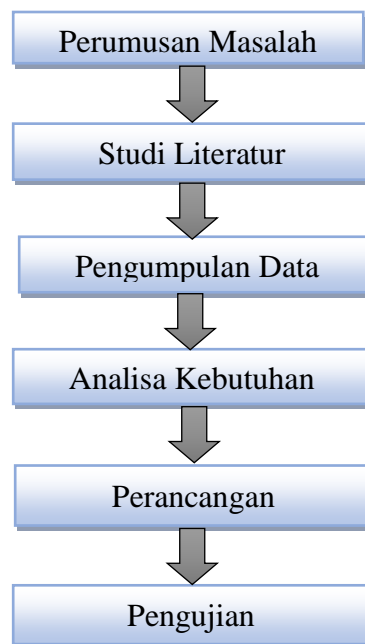 Perumusan Masalah
Studi Literatur
Pengumpulan Data
Analisa Kebutuhan
Perancangan
Pengujian